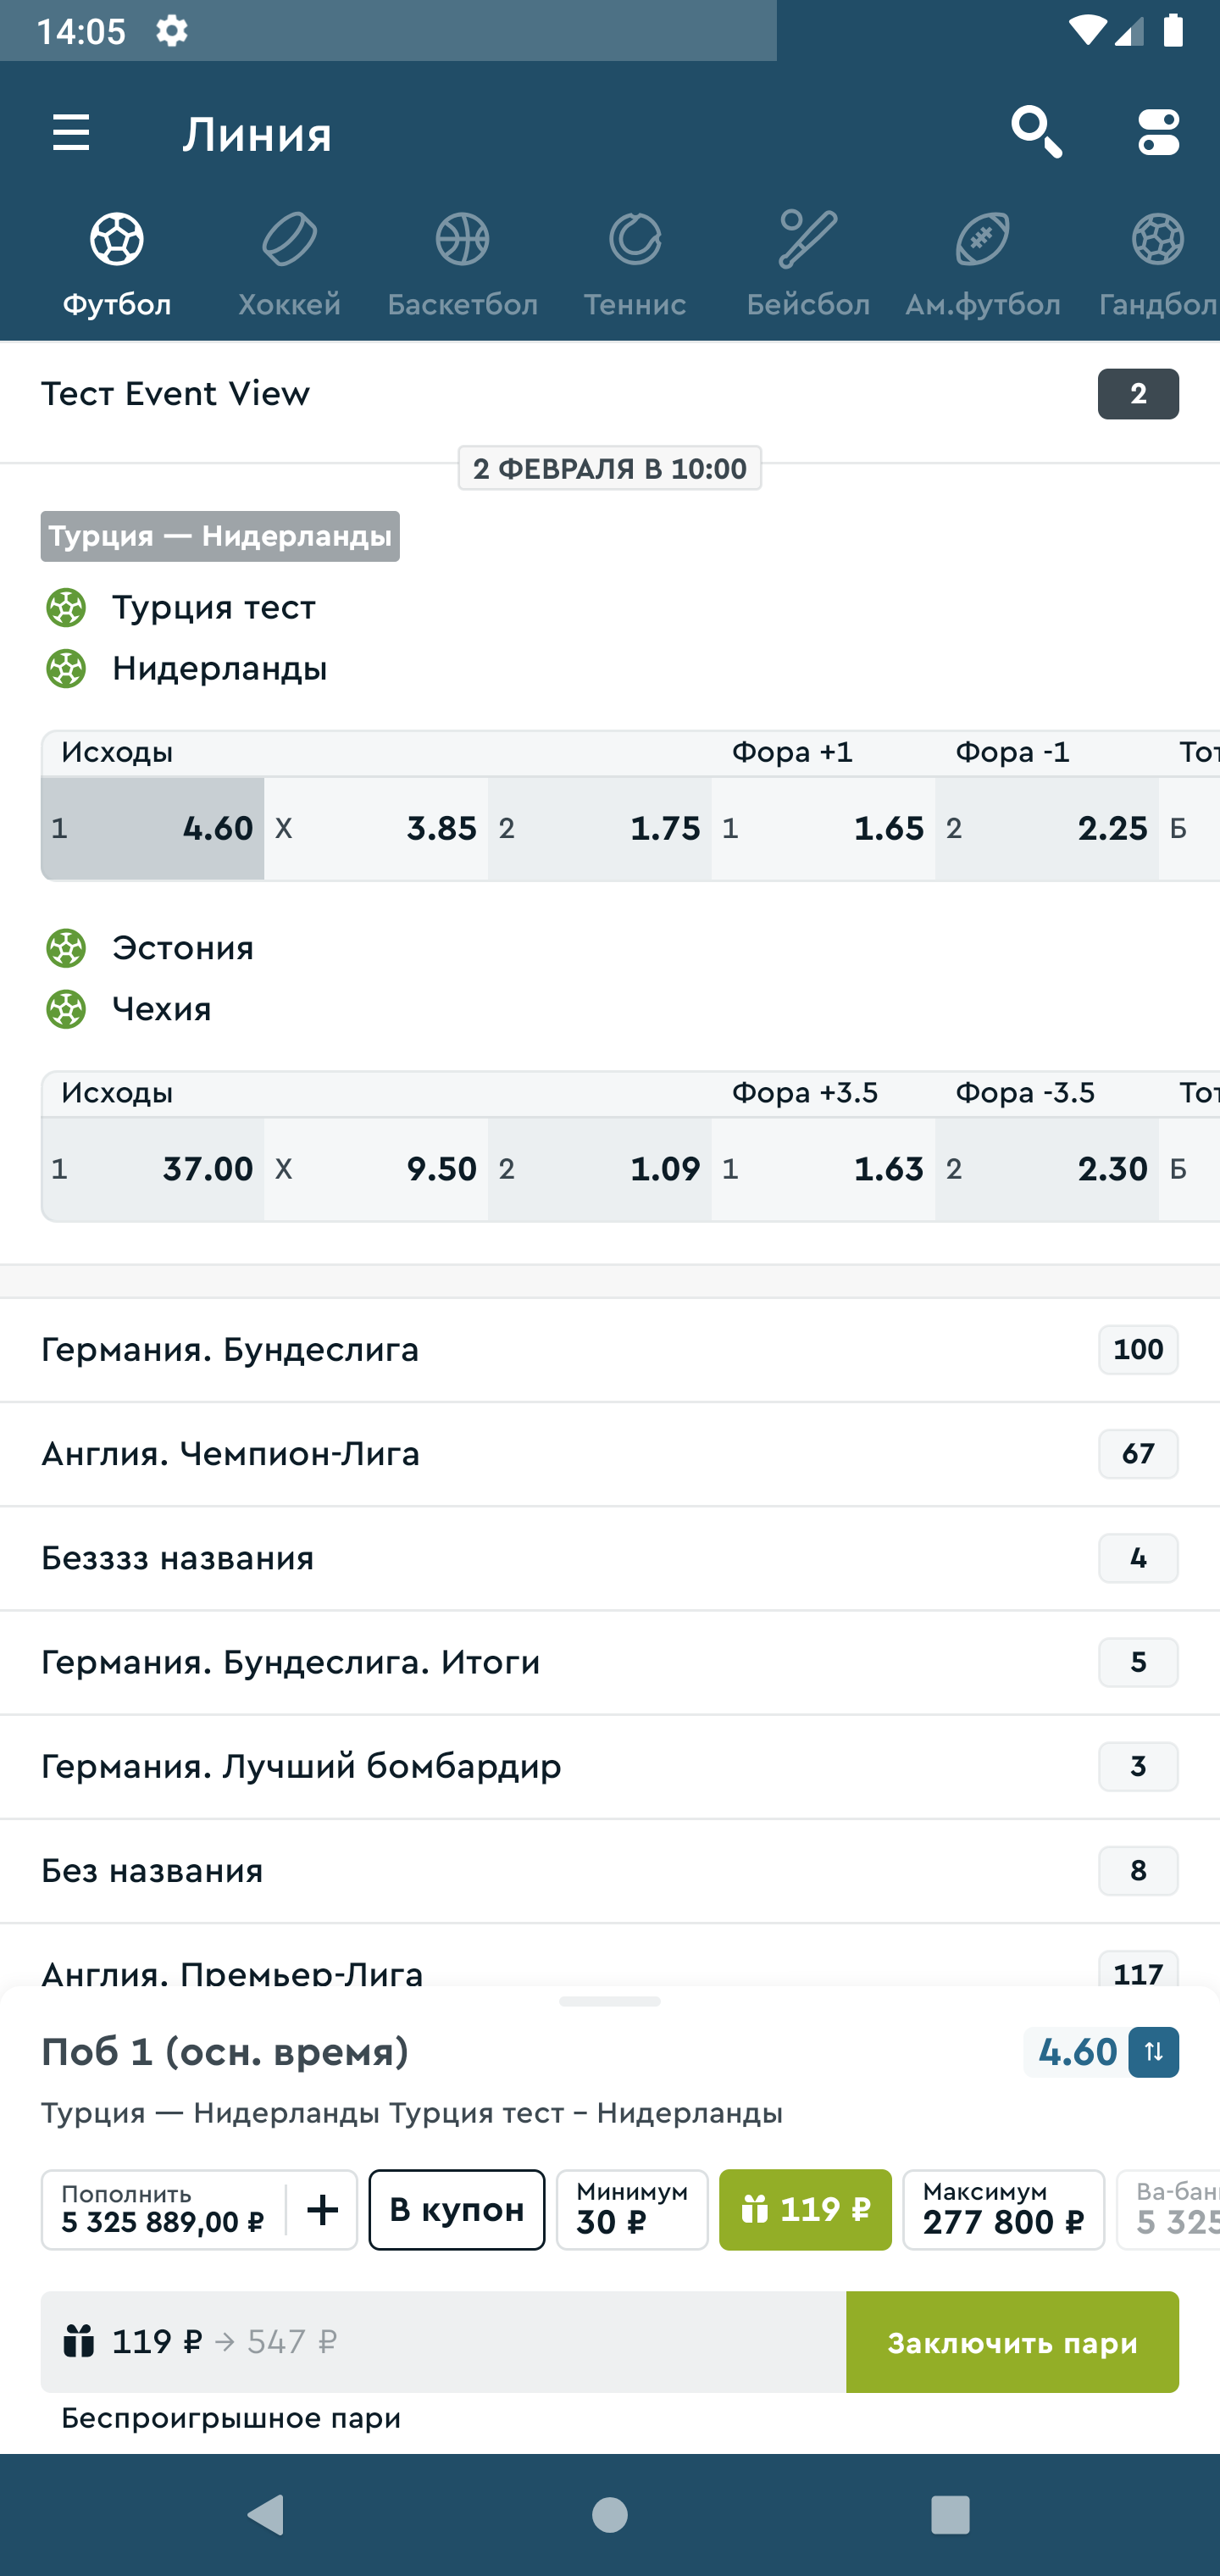 14:05
Линия
Футбол Хоккей Баскетбол Теннис Бейсбол Ам.футбол Гандбол
Тест Event View 2
2 ФЕВРАЛЯ В 10:00
Турция — Нидерланды
Турция тест
Нидерланды
Исходы Фора +1 Фора -1 Тот
1 4.60 X 3.85 2 1.75 1 1.65 2 2.25 Б
Эстония
Чехия
Исходы Фора +3.5 Фора -3.5 Тот
1 37.00 X 9.50 2 1.09 1 1.63 2 2.30 Б
Германия. Бундеслига 100
Англия. Чемпион-Лига 67
Безззз названия 4
Германия. Бундеслига. Итоги 5
Германия. Лучший бомбардир 3
Без названия 8
Англия. Премьер-Лига 117
Поб 1 (осн. время) 4.60
Турция — Нидерланды Турция тест – Нидерланды
Пополнить
5 325 889,00 ₽ +
В купон
Минимум
30 ₽
119 ₽
Максимум
277 800 ₽
Ва-бан
5 325
119 ₽ → 547 ₽
Заключить пари
Беспроигрышное пари